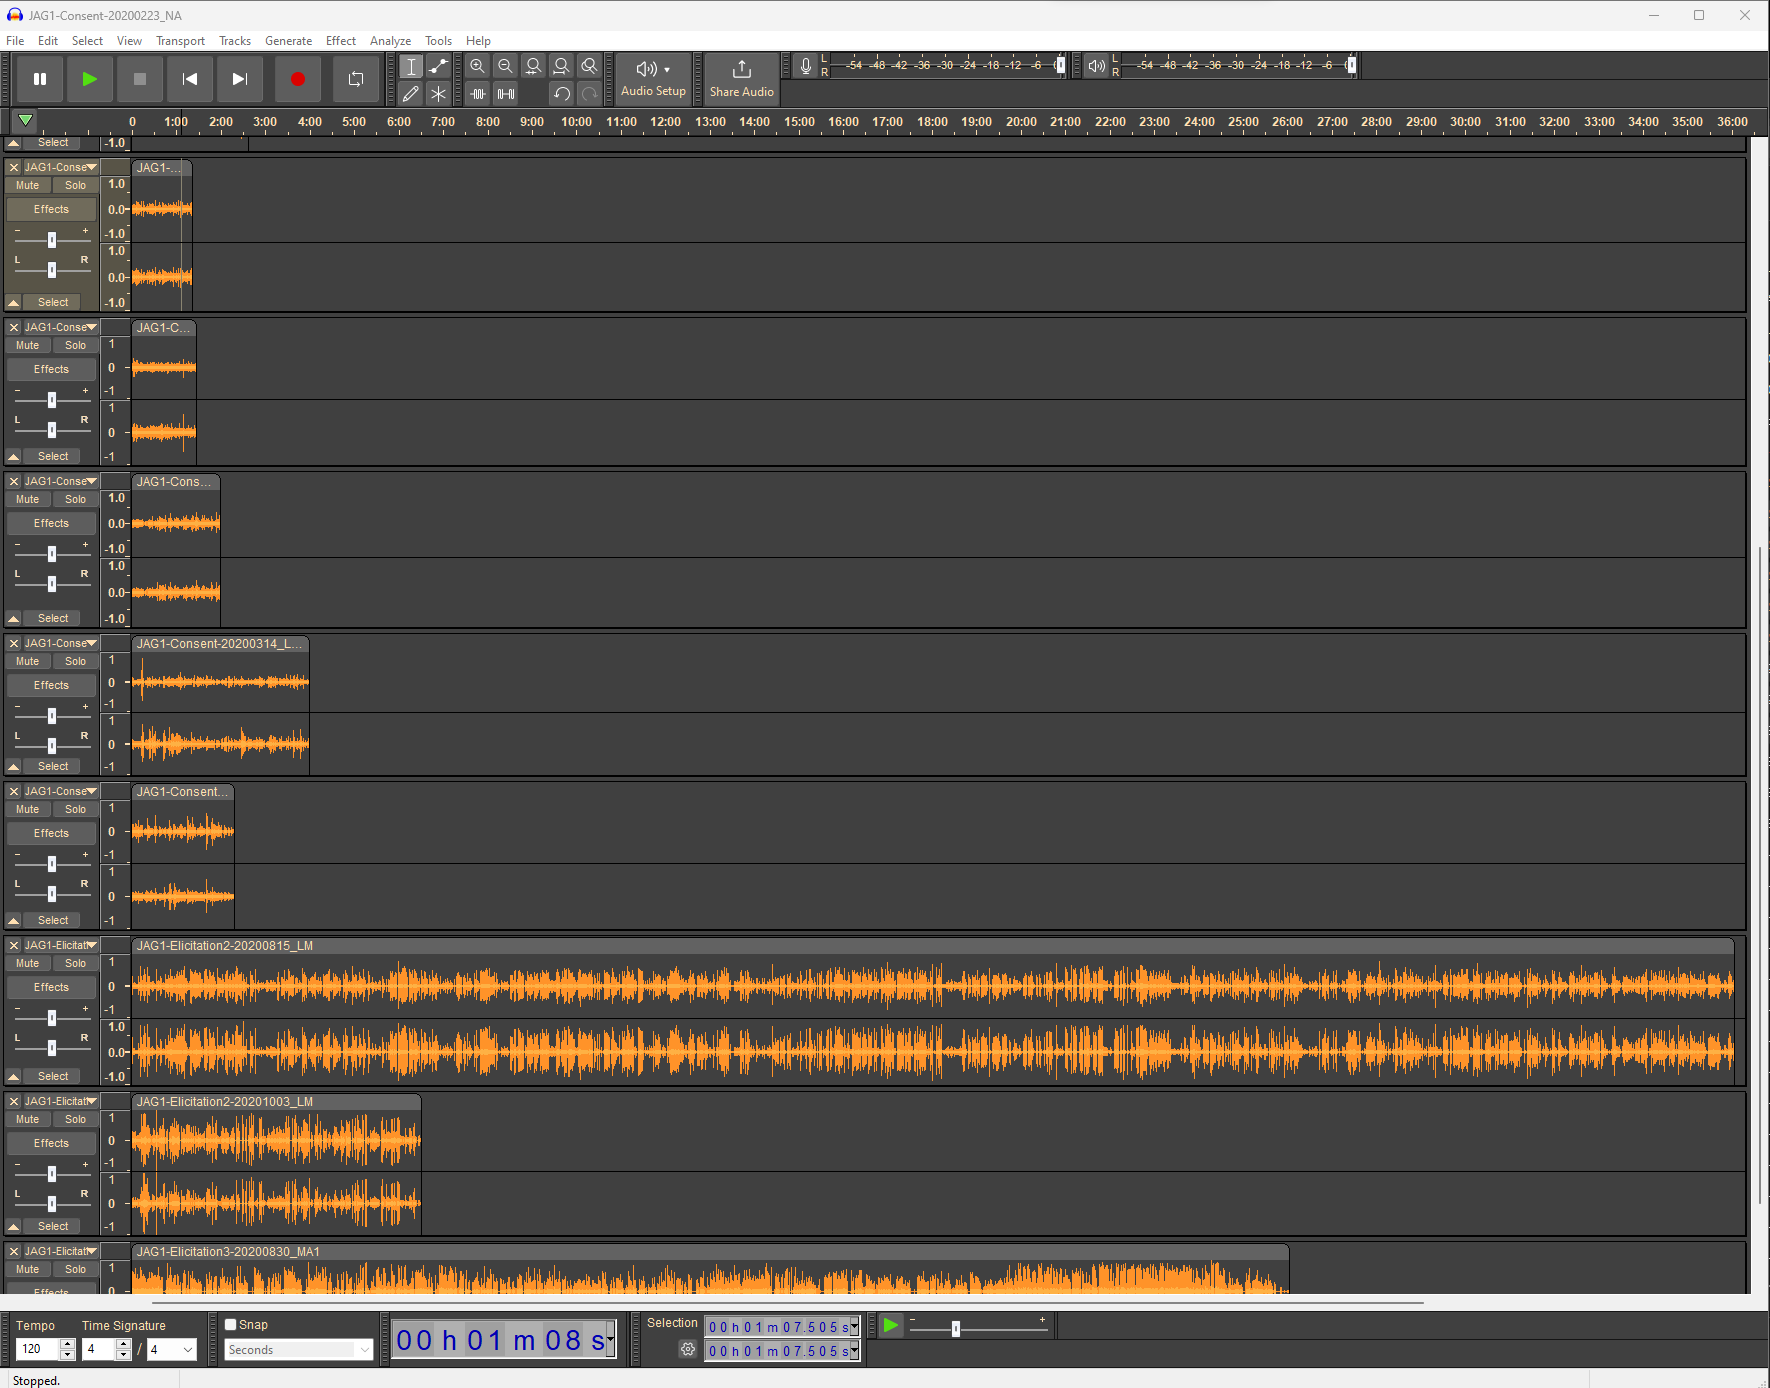 JAG1-Consent-20200223_NA
File Edit Select View Transport Tracks Generate Effect Analyze Tools Help
Audio Setup
Share Audio
L
R
-54 -48 -42 -36 -30 -24 -18 -12 -6
L
R
-54 -48 -42 -36 -30 -24 -18 -12 -6
0 1:00 2:00 3:00 4:00 5:00 6:00 7:00 8:00 9:00 10:00 11:00 12:00 13:00 14:00 15:00 16:00 17:00 18:00 19:00 20:00 21:00 22:00 23:00 24:00 25:00 26:00 27:00 28:00 29:00 30:00 31:00 32:00 33:00 34:00 35:00 36:00
Select -1.0
JAG1-Conse JAG1-...
Mute Solo 1.0
Effects 0.0
- + -1.0
L R 1.0
0.0
Select -1.0
JAG1-Conse JAG1-C...
Mute Solo 1
Effects 0
- + -1
L R 1
0
Select -1
JAG1-Conse JAG1-Cons...
Mute Solo 1.0
Effects 0.0
- + -1.0
L R 1.0
0.0
Select -1.0
JAG1-Conse JAG1-Consent-20200314_L...
Mute Solo 1
Effects 0
- + -1
L R 1
0
Select -1
JAG1-Conse JAG1-Consent...
Mute Solo 1
Effects 0
- + -1
L R 1
0
Select -1
JAG1-Elicitati JAG1-Elicitation2-20200815_LM
Mute Solo 1
Effects 0
- + -1
L R 1.0
0.0
Select -1.0
JAG1-Elicitati JAG1-Elicitation2-20201003_LM
Mute Solo 1
Effects 0
- + -1
L R 1
0
Select -1
JAG1-Elicitati JAG1-Elicitation3-20200830_MA1
Mute Solo 1
Effects 0
Tempo Time Signature
120 4 / 4
Snap
Seconds
00 h 01 m 08 s
Selection
00 h 01 m 07.505 s
00 h 01 m 07.505 s
- +
Stopped.